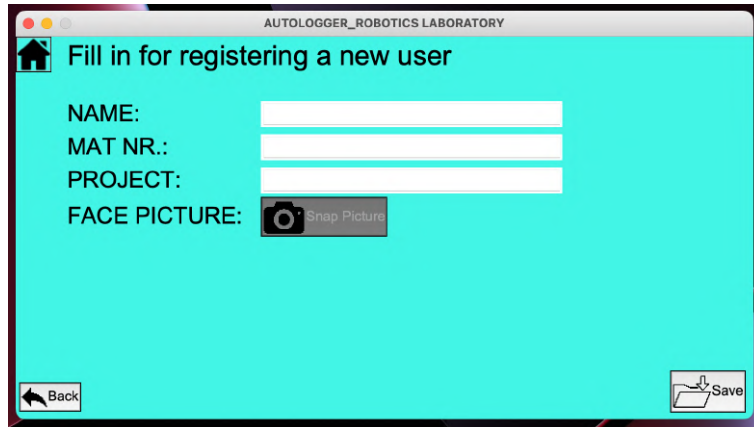 AUTOLOGGER_ROBOTICS LABORATORY
Fill in for registering a new user
NAME:
MAT NR.:
PROJECT:
FACE PICTURE:
Snap Picture
Back
Save